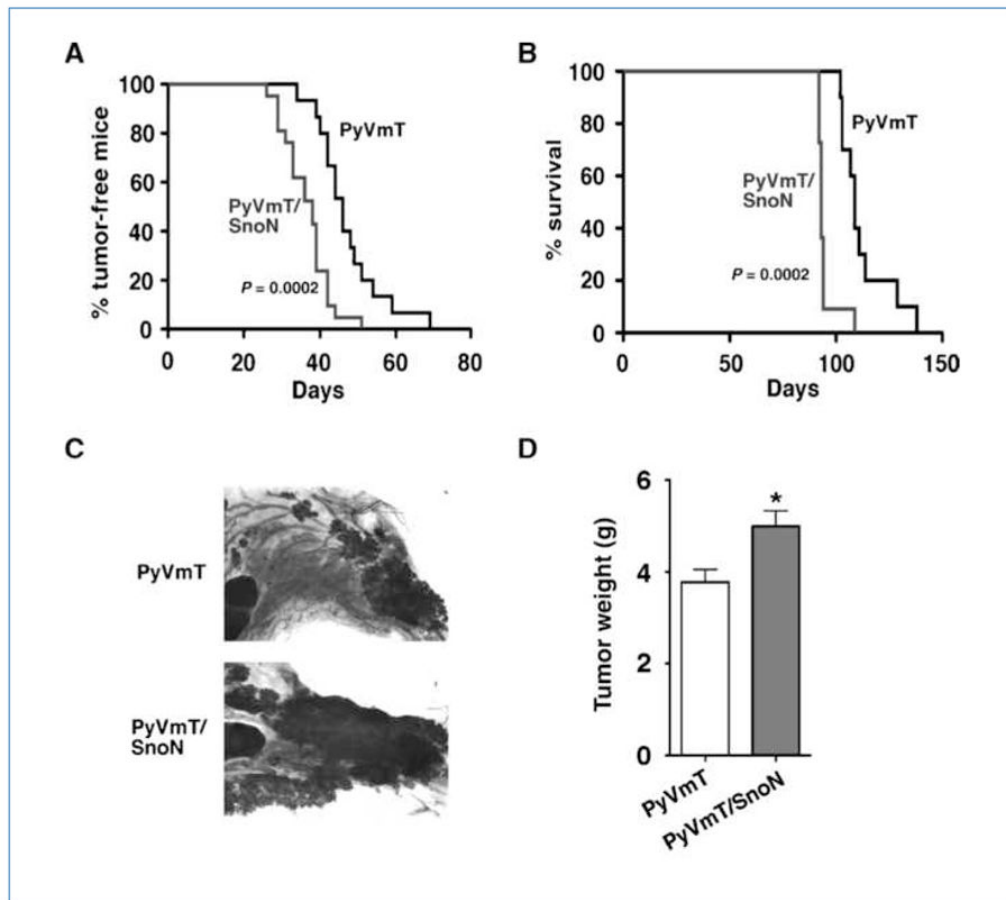 A
% tumor-free mice
100
80
60
40
20
0
PyVmT
PyVmT/
SnoN
P = 0.0002
0 20 40 60 80
Days
B
% survival
100
80
60
40
20
0
PyVmT
PyVmT/
SnoN
P = 0.0002
0 50 100 150
Days
C
PyVmT
PyVmT/
SnoN
D
Tumor weight (g)
6
4
2
0
*
PyVmT
PyVmT/SnoN